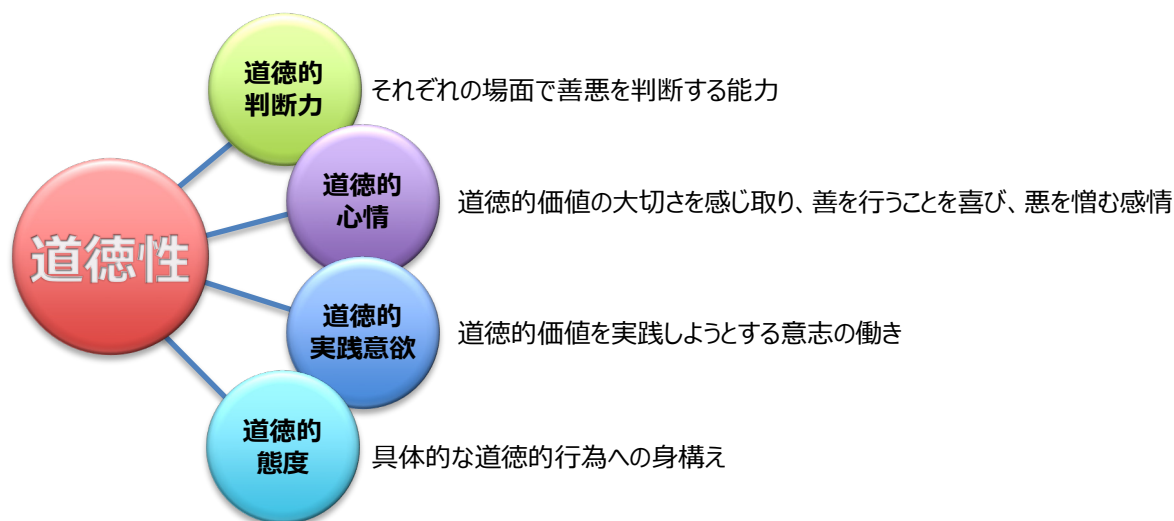 道徳性
道徳的
判断力
それぞれの場面で善悪を判断する能力
道徳的
心情
道徳的価値の大切さを感じ取り、善を行うことを喜び、悪を憎む感情
道徳的
実践意欲
道徳的価値を実践しようとする意志の働き
道徳的
態度
具体的な道徳的行為への身構え